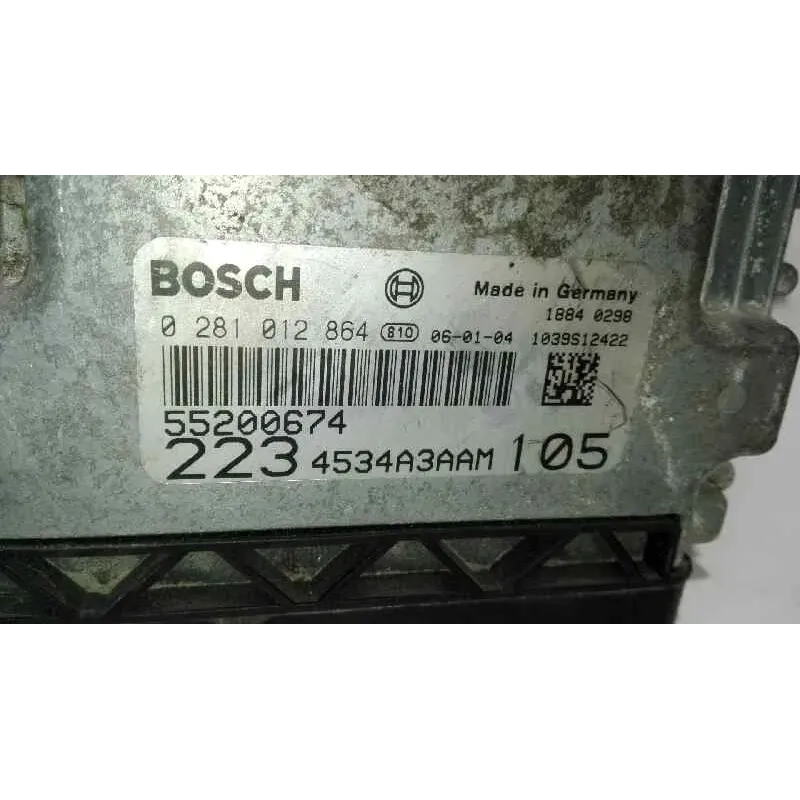 BOSCH Made in Germany
1884 0298
0 281 012 864 810 06-01-04 1039S12422
55200674
223 4534A3AAM 105